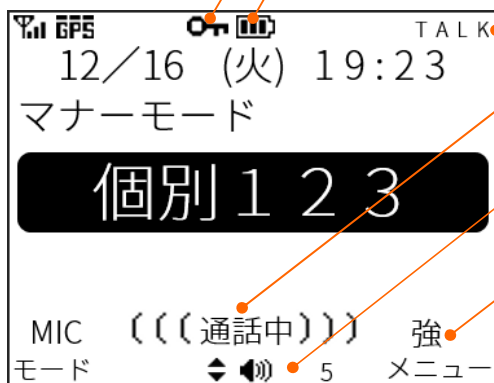 GPS TALK
12／16 (火) 19:23
マナーモード
個別１２３
MIC (((通話中))) 強
モード 5 メニュー